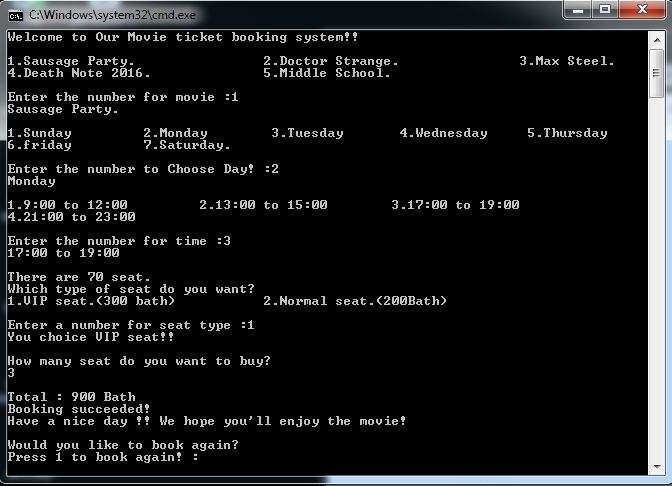 C:\Windows\system32\cmd.exe
Welcome to Our Movie ticket booking system!!
1.Sausage Party. 2.Doctor Strange. 3.Max Steel.
4.Death Note 2016. 5.Middle School.
Enter the number for movie :1
Sausage Party.
1.Sunday 2.Monday 3.Tuesday 4.Wednesday 5.Thursday
6.friday 7.Saturday.
Enter the number to Choose Day! :2
Monday
1.9:00 to 12:00 2.13:00 to 15:00 3.17:00 to 19:00
4.21:00 to 23:00
Enter the number for time :3
17:00 to 19:00
There are 70 seat.
Which type of seat do you want?
1.VIP seat.(300 bath) 2.Normal seat.(200Bath)
Enter a number for seat type :1
You choice VIP seat!!
How many seat do you want to buy?
3
Total : 900 Bath
Booking succeeded!
Have a nice day !! We hope you'll enjoy the movie!
Would you like to book again?
Press 1 to book again! :